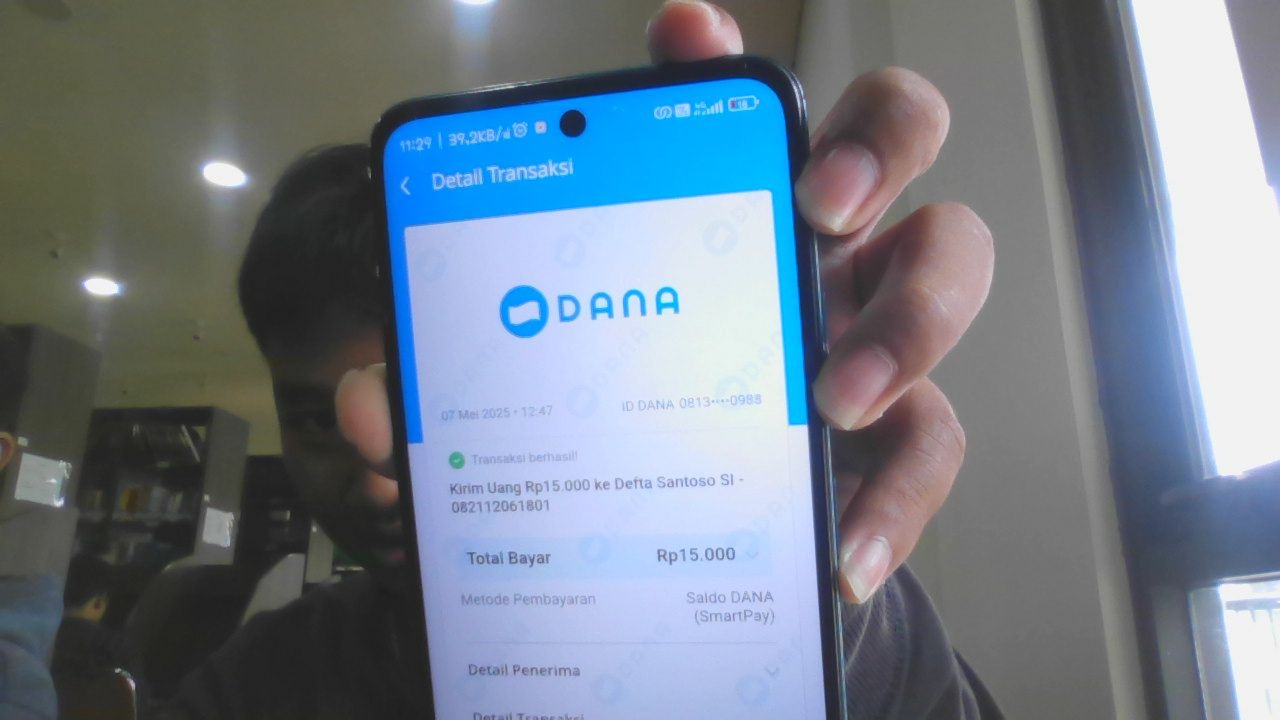 11:29 | 39,2KB/s
Detail Transaksi
DANA
07 Mei 2025 • 12:47
ID DANA 0813••••0988
Transaksi berhasil!
Kirim Uang Rp15.000 ke Defta Santoso SI -
082112061801
Total Bayar
Rp15.000
Metode Pembayaran
Saldo DANA
(SmartPay)
Detail Penerima
Detail Transaksi